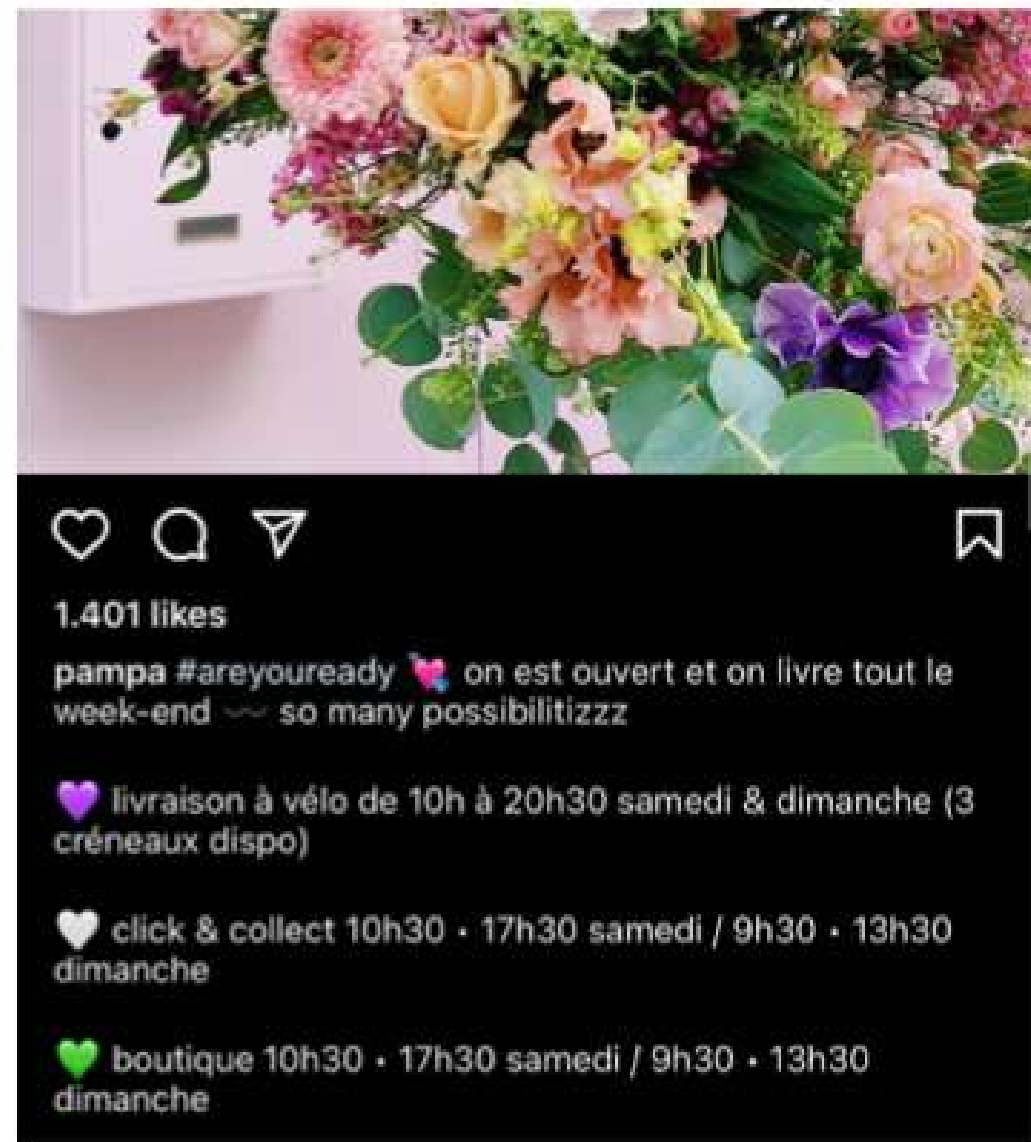 1.401 likes
pampa #areyouready 💘 on est ouvert et on livre tout le
week-end 〰️ so many possibilitizzz
💜 livraison à vélo de 10h à 20h30 samedi & dimanche (3
créneaux dispo)
🤍 click & collect 10h30 • 17h30 samedi / 9h30 • 13h30
dimanche
💚 boutique 10h30 • 17h30 samedi / 9h30 • 13h30
dimanche